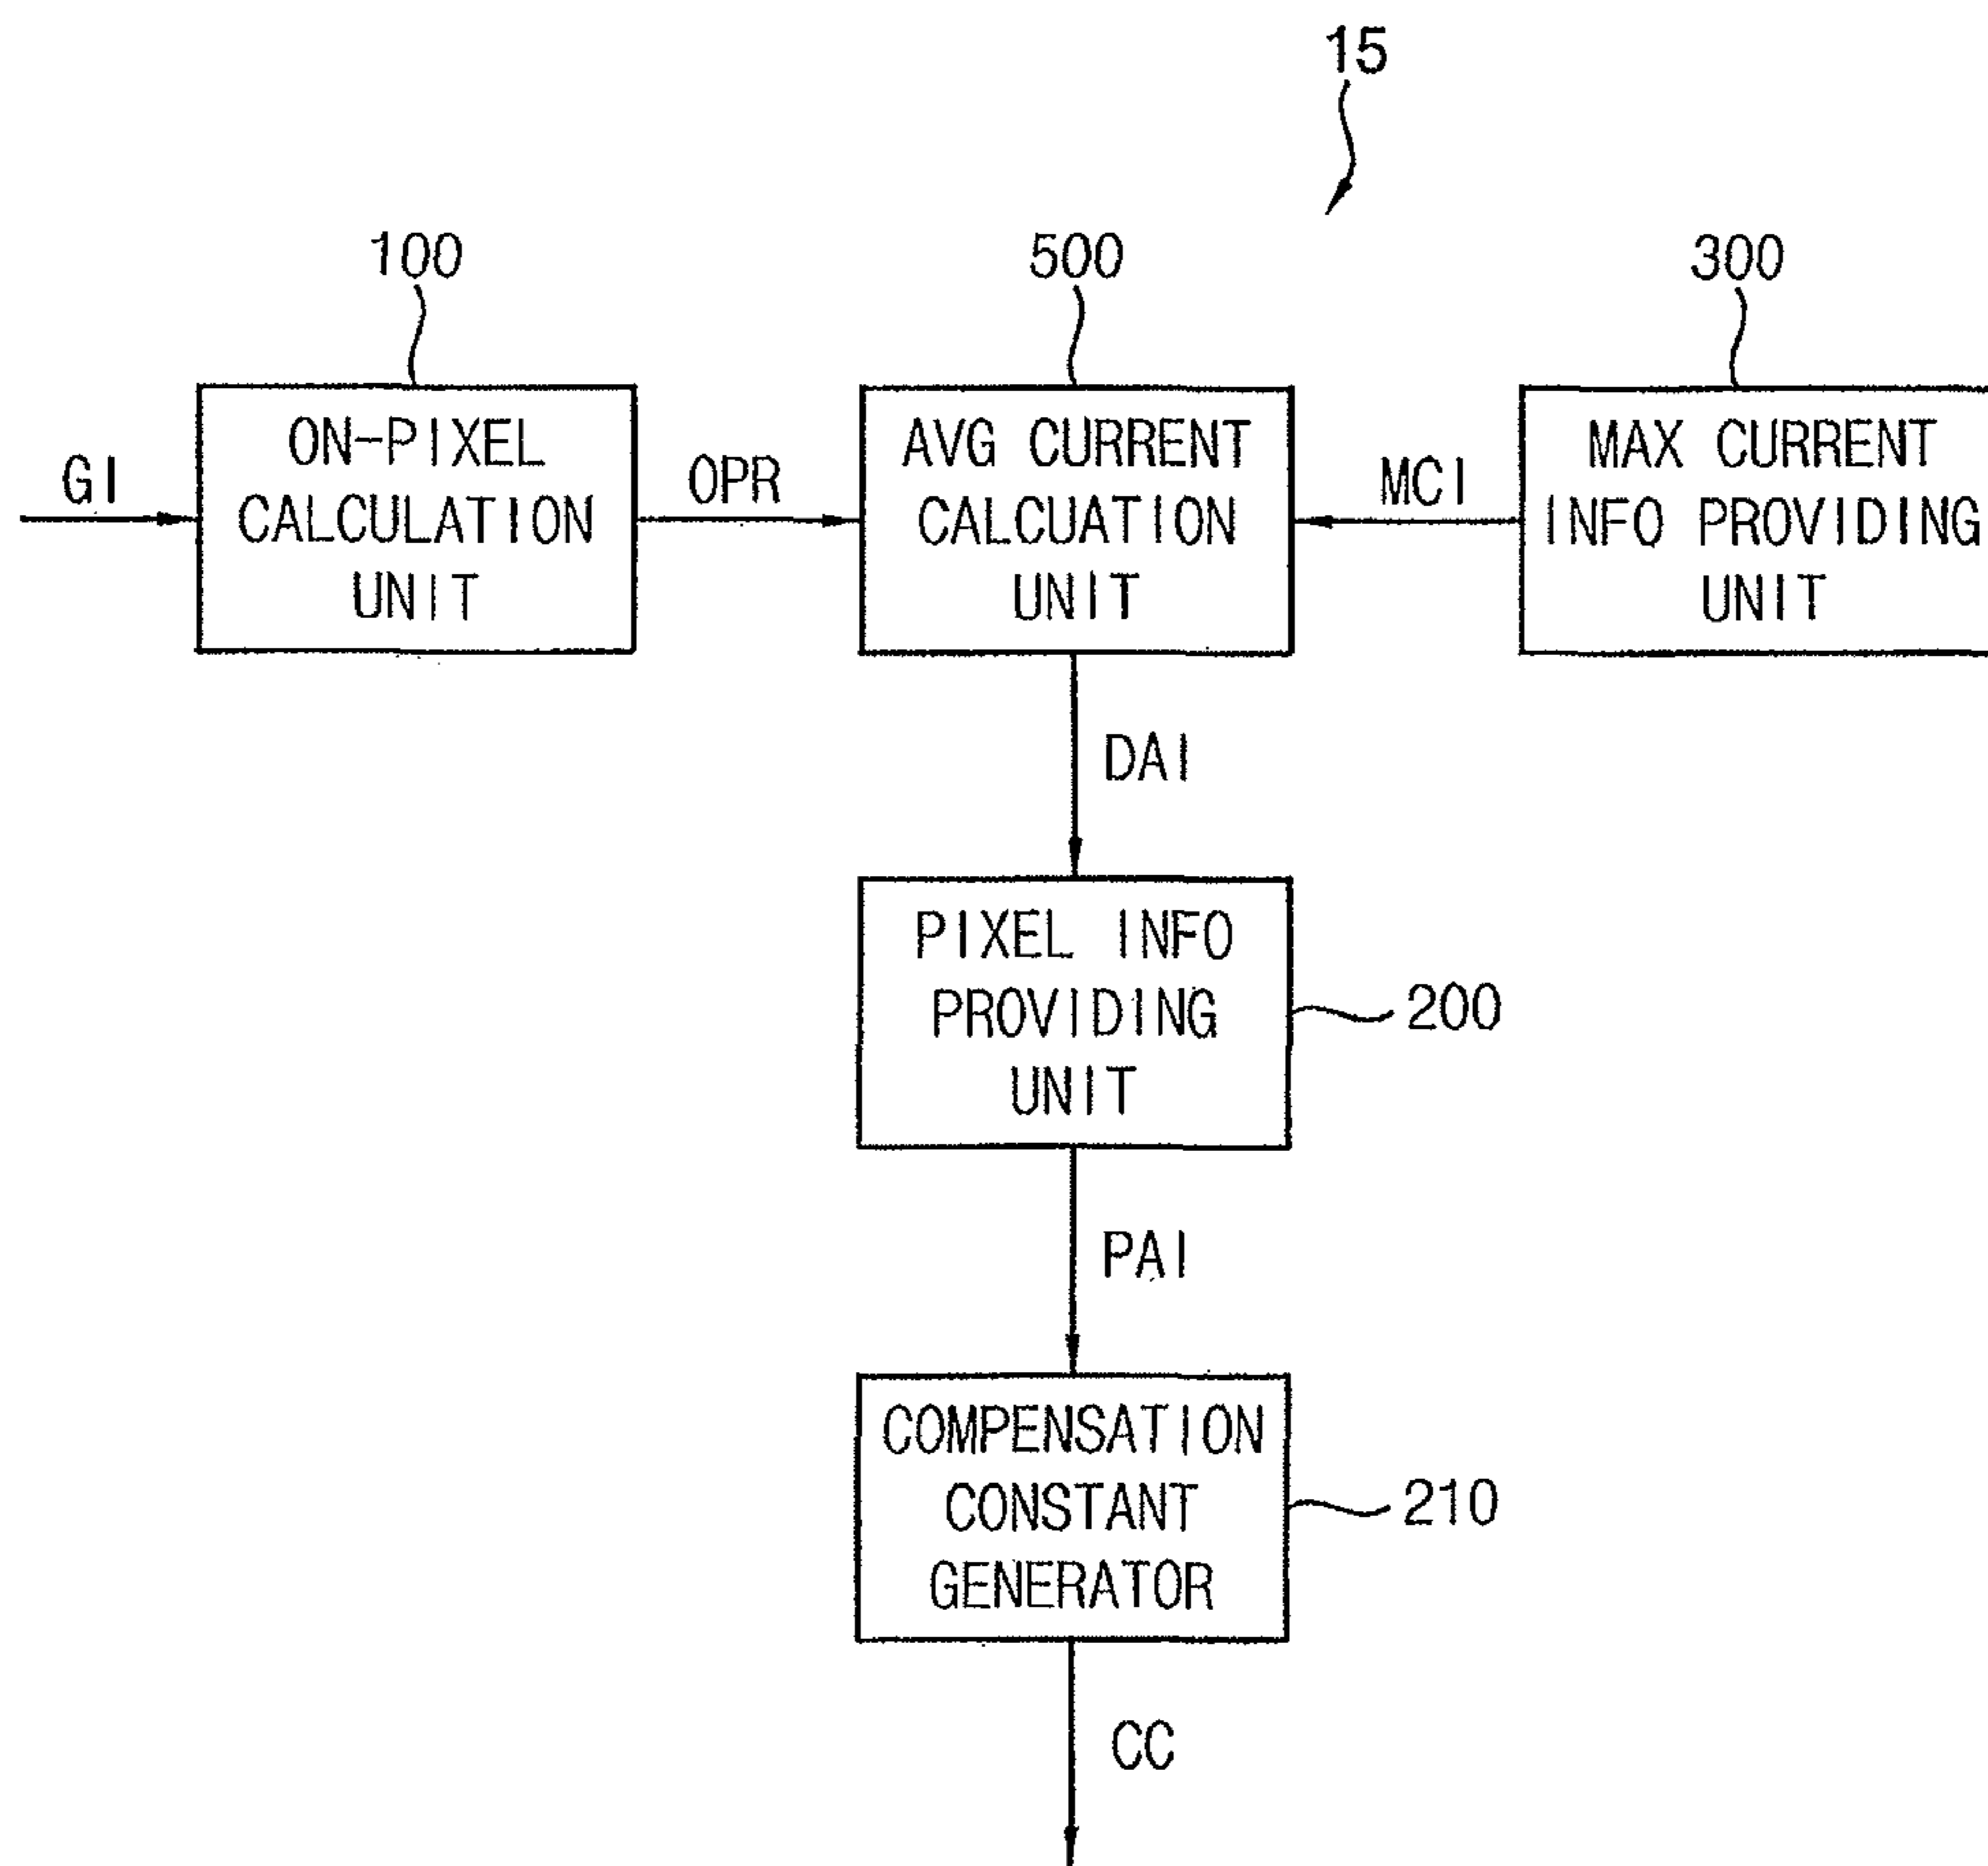 15
100
500
300
GI
ON-PIXEL
CALCULATION
UNIT
OPR
AVG CURRENT
CALCUATION
UNIT
MCI
MAX CURRENT
INFO PROVIDING
UNIT
DAI
PIXEL INFO
PROVIDING
UNIT
200
PAI
COMPENSATION
CONSTANT
GENERATOR
210
CC